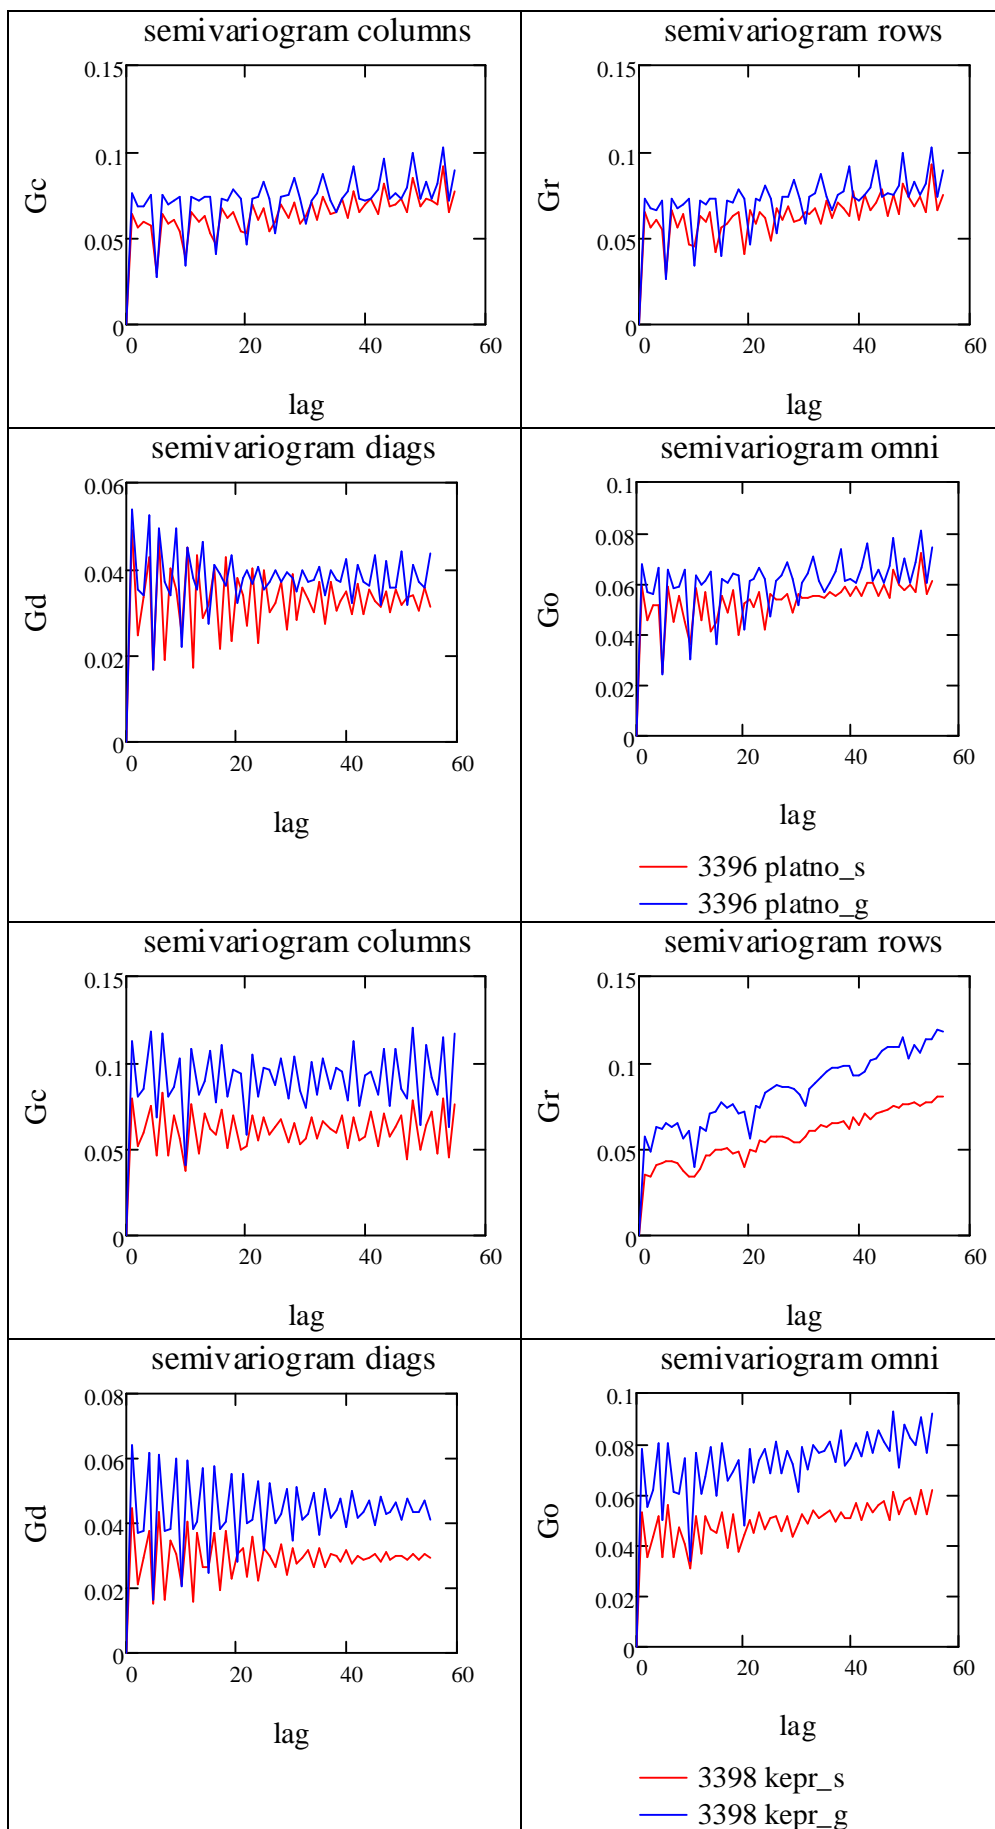 semivariogram columns
0.15
0.1
0.05
0
Gc
0 20 40 60
lag
semivariogram rows
0.15
0.1
0.05
0
Gr
0 20 40 60
lag
semivariogram diags
0.06
0.04
0.02
0
Gd
0 20 40 60
lag
semivariogram omni
0.1
0.08
0.06
0.04
0.02
0
Go
0 20 40 60
lag
3396 platno_s
3396 platno_g
semivariogram columns
0.15
0.1
0.05
0
Gc
0 20 40 60
lag
semivariogram rows
0.15
0.1
0.05
0
Gr
0 20 40 60
lag
semivariogram diags
0.08
0.06
0.04
0.02
0
Gd
0 20 40 60
lag
semivariogram omni
0.1
0.08
0.06
0.04
0.02
0
Go
0 20 40 60
lag
3398 kepr_s
3398 kepr_g